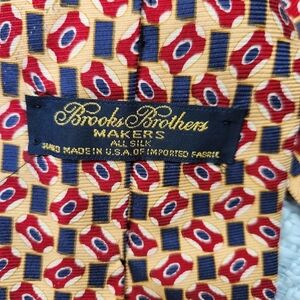 Brooks Brothers
MAKERS
ALL SILK
HAND MADE IN U.S.A. OF IMPORTED FABRIC